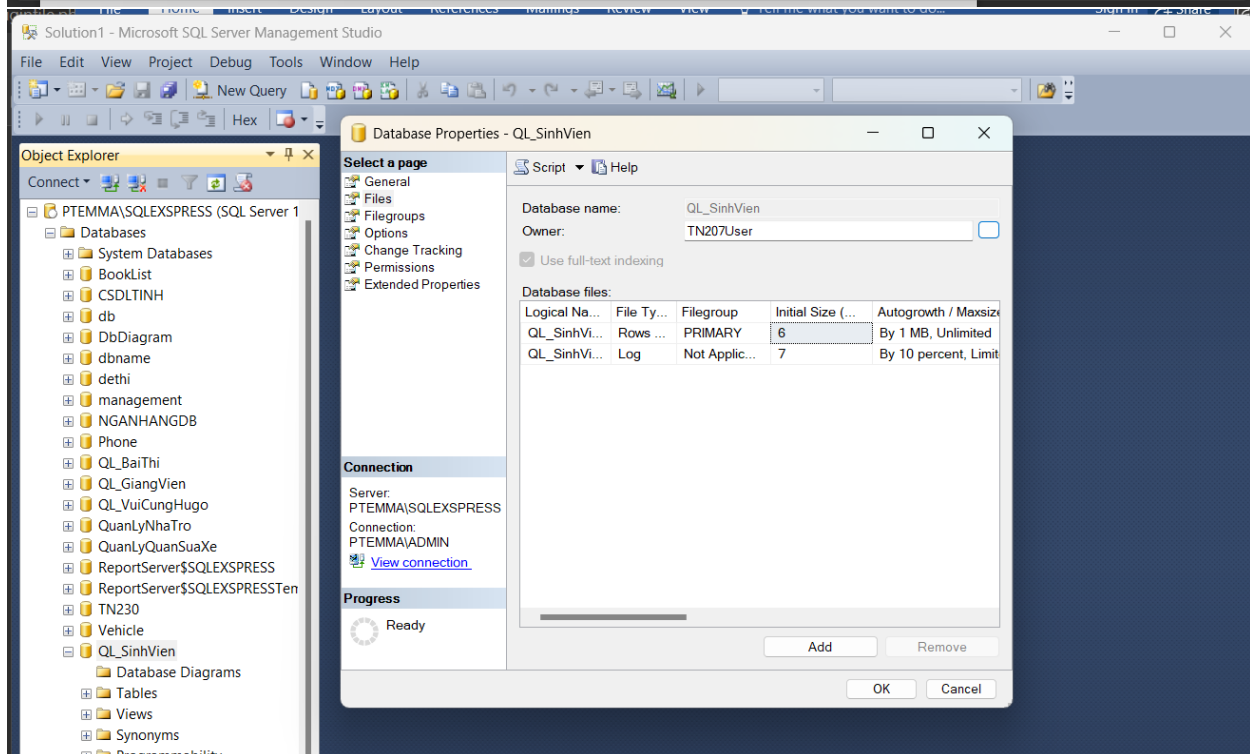 Solution1 - Microsoft SQL Server Management Studio
File Edit View Project Debug Tools Window Help
New Query
Hex
Object Explorer
Connect
PTEMMA\SQLEXSPRESS (SQL Server 1
Databases
System Databases
BookList
CSDLTINH
db
DbDiagram
dbname
dethi
management
NGANHANGDB
Phone
QL_BaiThi
QL_GiangVien
QL_VuiCungHugo
QuanLyNhaTro
QuanLyQuanSuaXe
ReportServer$SQLEXSPRESS
ReportServer$SQLEXSPRESSTem
TN230
Vehicle
QL_SinhVien
Database Diagrams
Tables
Views
Synonyms
Database Properties - QL_SinhVien
Select a page
General
Files
Filegroups
Options
Change Tracking
Permissions
Extended Properties
Connection
Server:
PTEMMA\SQLEXSPRESS
Connection:
PTEMMA\ADMIN
View connection
Progress
Ready
Script Help
Database name: QL_SinhVien
Owner: TN207User
Use full-text indexing
Database files:
Logical Na... File Ty... Filegroup Initial Size (... Autogrowth / Maxsize
QL_SinhVi... Rows ... PRIMARY 6 By 1 MB, Unlimited
QL_SinhVi... Log Not Applic... 7 By 10 percent, Limit
Add Remove
OK Cancel